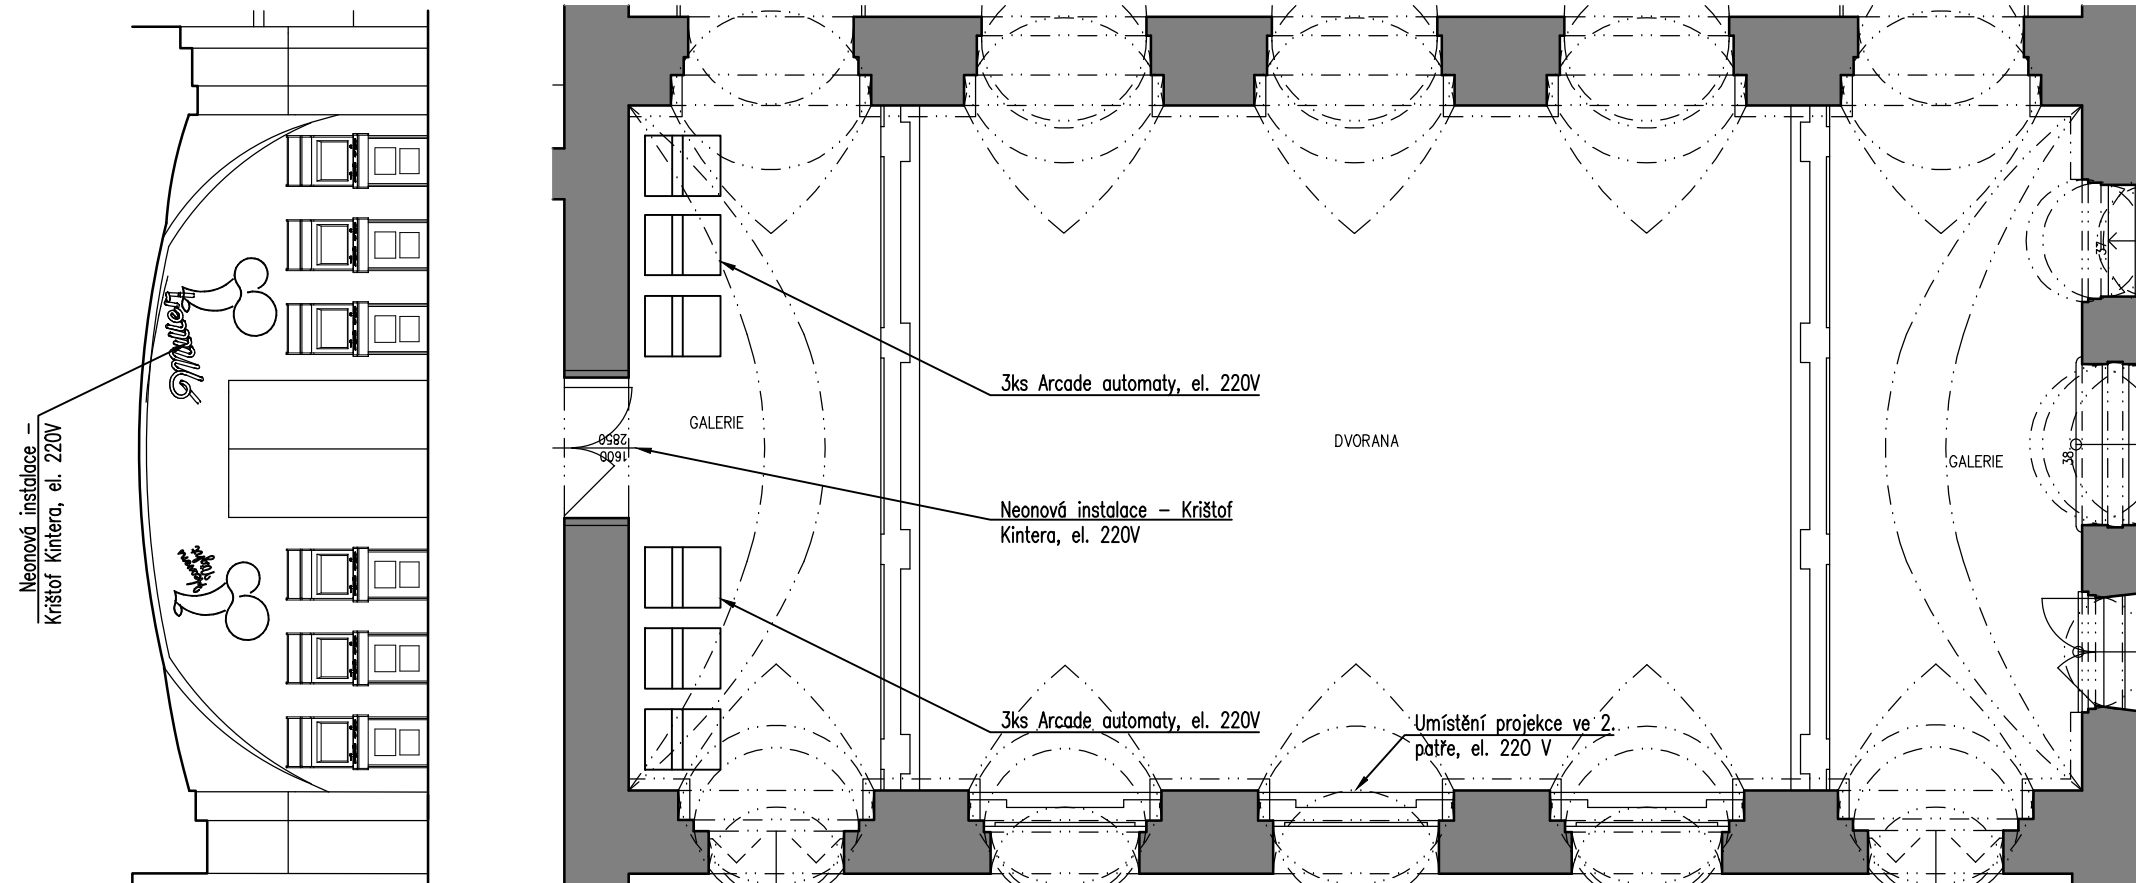 Neonová instalace –
Krištof Kintera, el. 220V
3ks Arcade automaty, el. 220V
GALERIE
DVORANA
GALERIE
2850
1600
38
37
Neonová instalace – Krištof
Kintera, el. 220V
3ks Arcade automaty, el. 220V
Umístění projekce ve 2.
patře, el. 220 V